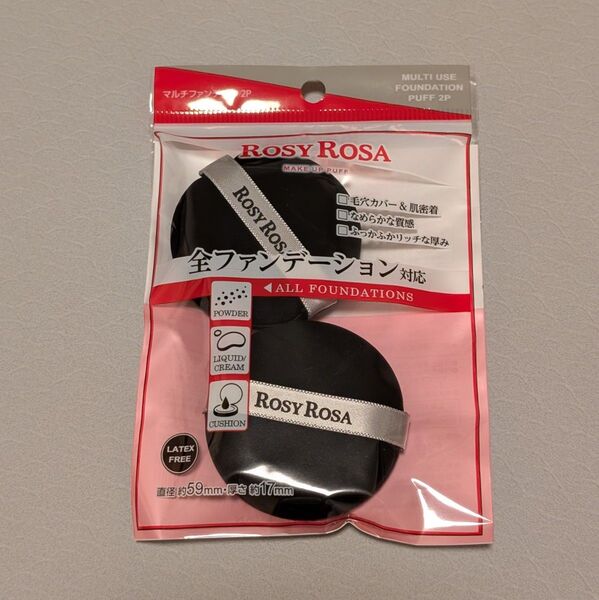 マルチファンデ 2P
MULTI USE
FOUNDATION
PUFF 2P
ROSY ROSA
MAKE UP PUFF
ROSY ROSA
□毛穴カバー&肌密着
□なめらかな質感
□ふっかふかリッチな厚み
全ファンデーション対応
◀ALL FOUNDATIONS
POWDER
LIQUID/
CREAM
CUSHION
ROSY ROSA
LATEX
FREE
直径約59mm・厚さ約17mm